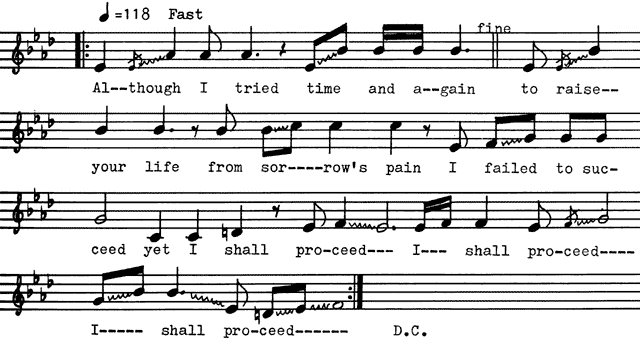 ♩=118 Fast
fine
Al--though I tried time and a--gain to raise--
your life from sor----row's pain I failed to suc-
ceed yet I shall pro-ceed--- I--- shall pro-ceed----
I----- shall pro-ceed------ D.C.